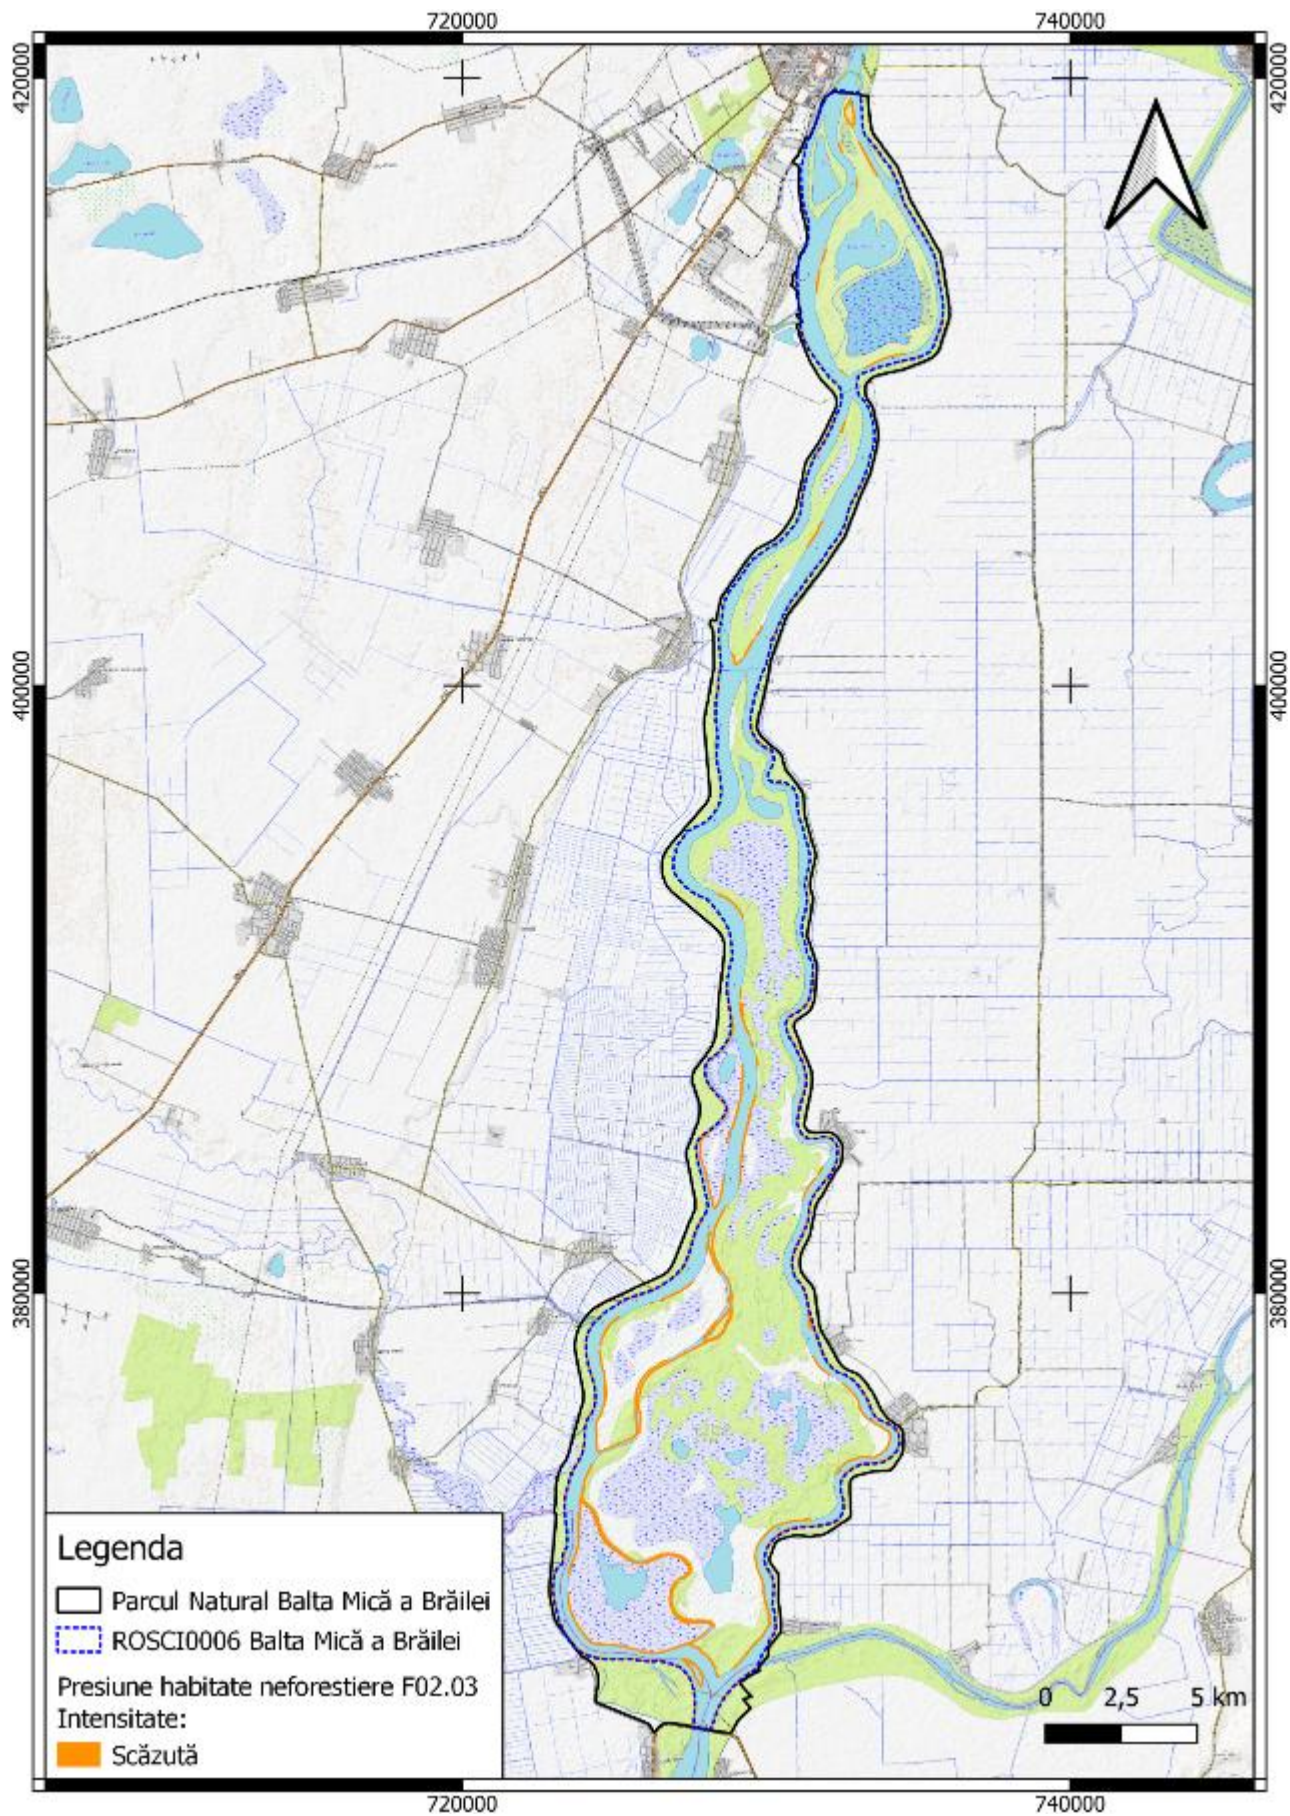 720000 740000
420000 420000
400000 400000
380000 380000
Legenda
Parcul Natural Balta Mică a Brăilei
ROSCI0006 Balta Mică a Brăilei
Presiune habitate neforestiere F02.03
Intensitate:
Scăzută
0 2,5 5 km
720000 740000